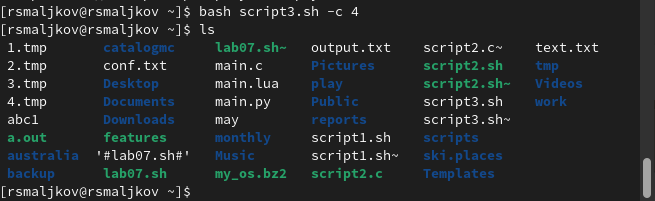 [rsmaljkov@rsmaljkov ~]$ bash script3.sh -c 4
[rsmaljkov@rsmaljkov ~]$ ls
1.tmp catalogmc lab07.sh~ output.txt script2.c~ text.txt
2.tmp conf.txt main.c Pictures script2.sh tmp
3.tmp Desktop main.lua play script2.sh~ Videos
4.tmp Documents main.py Public script3.sh work
abc1 Downloads may reports script3.sh~
a.out features monthly script1.sh scripts
australia '#lab07.sh#' Music script1.sh~ ski.places
backup lab07.sh my_os.bz2 script2.c Templates
[rsmaljkov@rsmaljkov ~]$